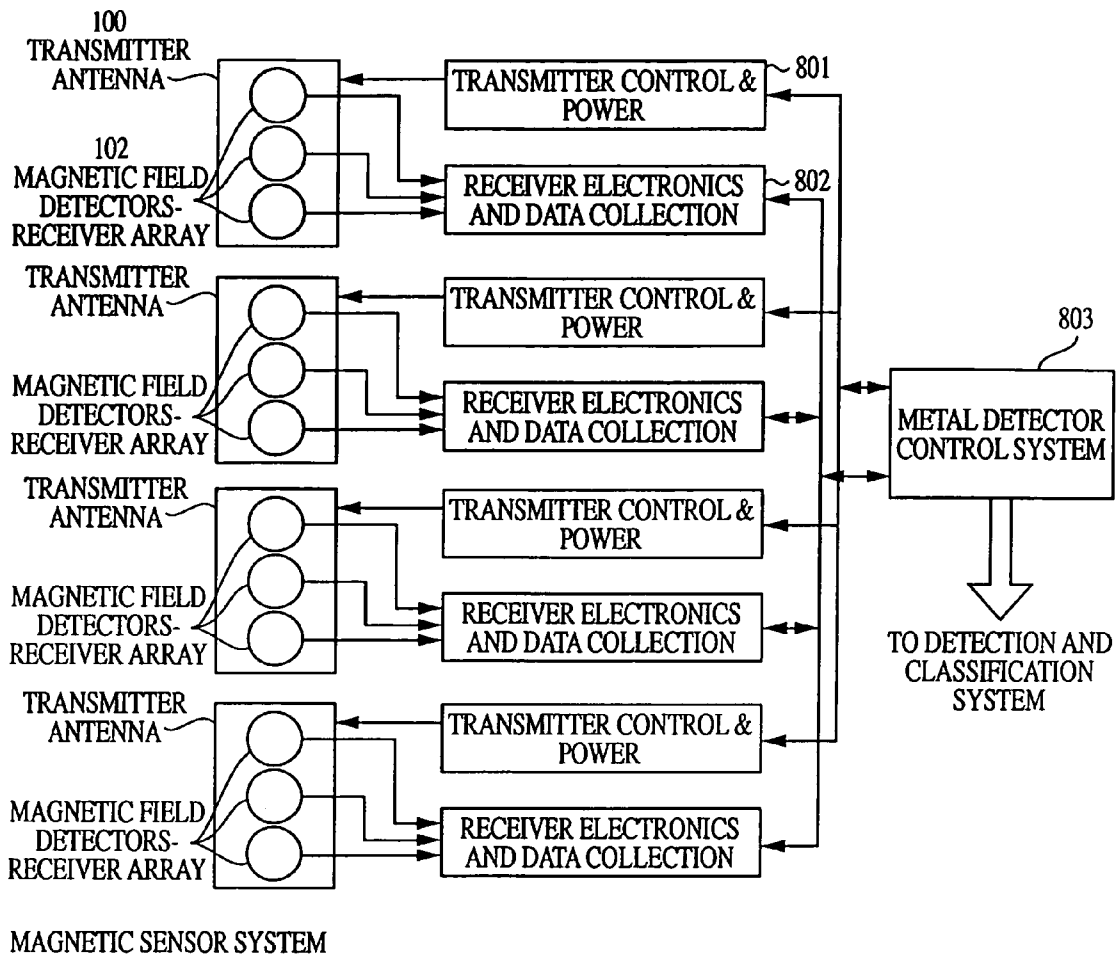 100
TRANSMITTER
ANTENNA
TRANSMITTER CONTROL &
POWER
801
102
MAGNETIC FIELD
DETECTORS-
RECEIVER ARRAY
RECEIVER ELECTRONICS
AND DATA COLLECTION
802
TRANSMITTER
ANTENNA
TRANSMITTER CONTROL &
POWER
MAGNETIC FIELD
DETECTORS-
RECEIVER ARRAY
RECEIVER ELECTRONICS
AND DATA COLLECTION
803
METAL DETECTOR
CONTROL SYSTEM
TRANSMITTER
ANTENNA
TRANSMITTER CONTROL &
POWER
MAGNETIC FIELD
DETECTORS-
RECEIVER ARRAY
RECEIVER ELECTRONICS
AND DATA COLLECTION
TO DETECTION AND
CLASSIFICATION
SYSTEM
TRANSMITTER
ANTENNA
TRANSMITTER CONTROL &
POWER
MAGNETIC FIELD
DETECTORS-
RECEIVER ARRAY
RECEIVER ELECTRONICS
AND DATA COLLECTION
MAGNETIC SENSOR SYSTEM